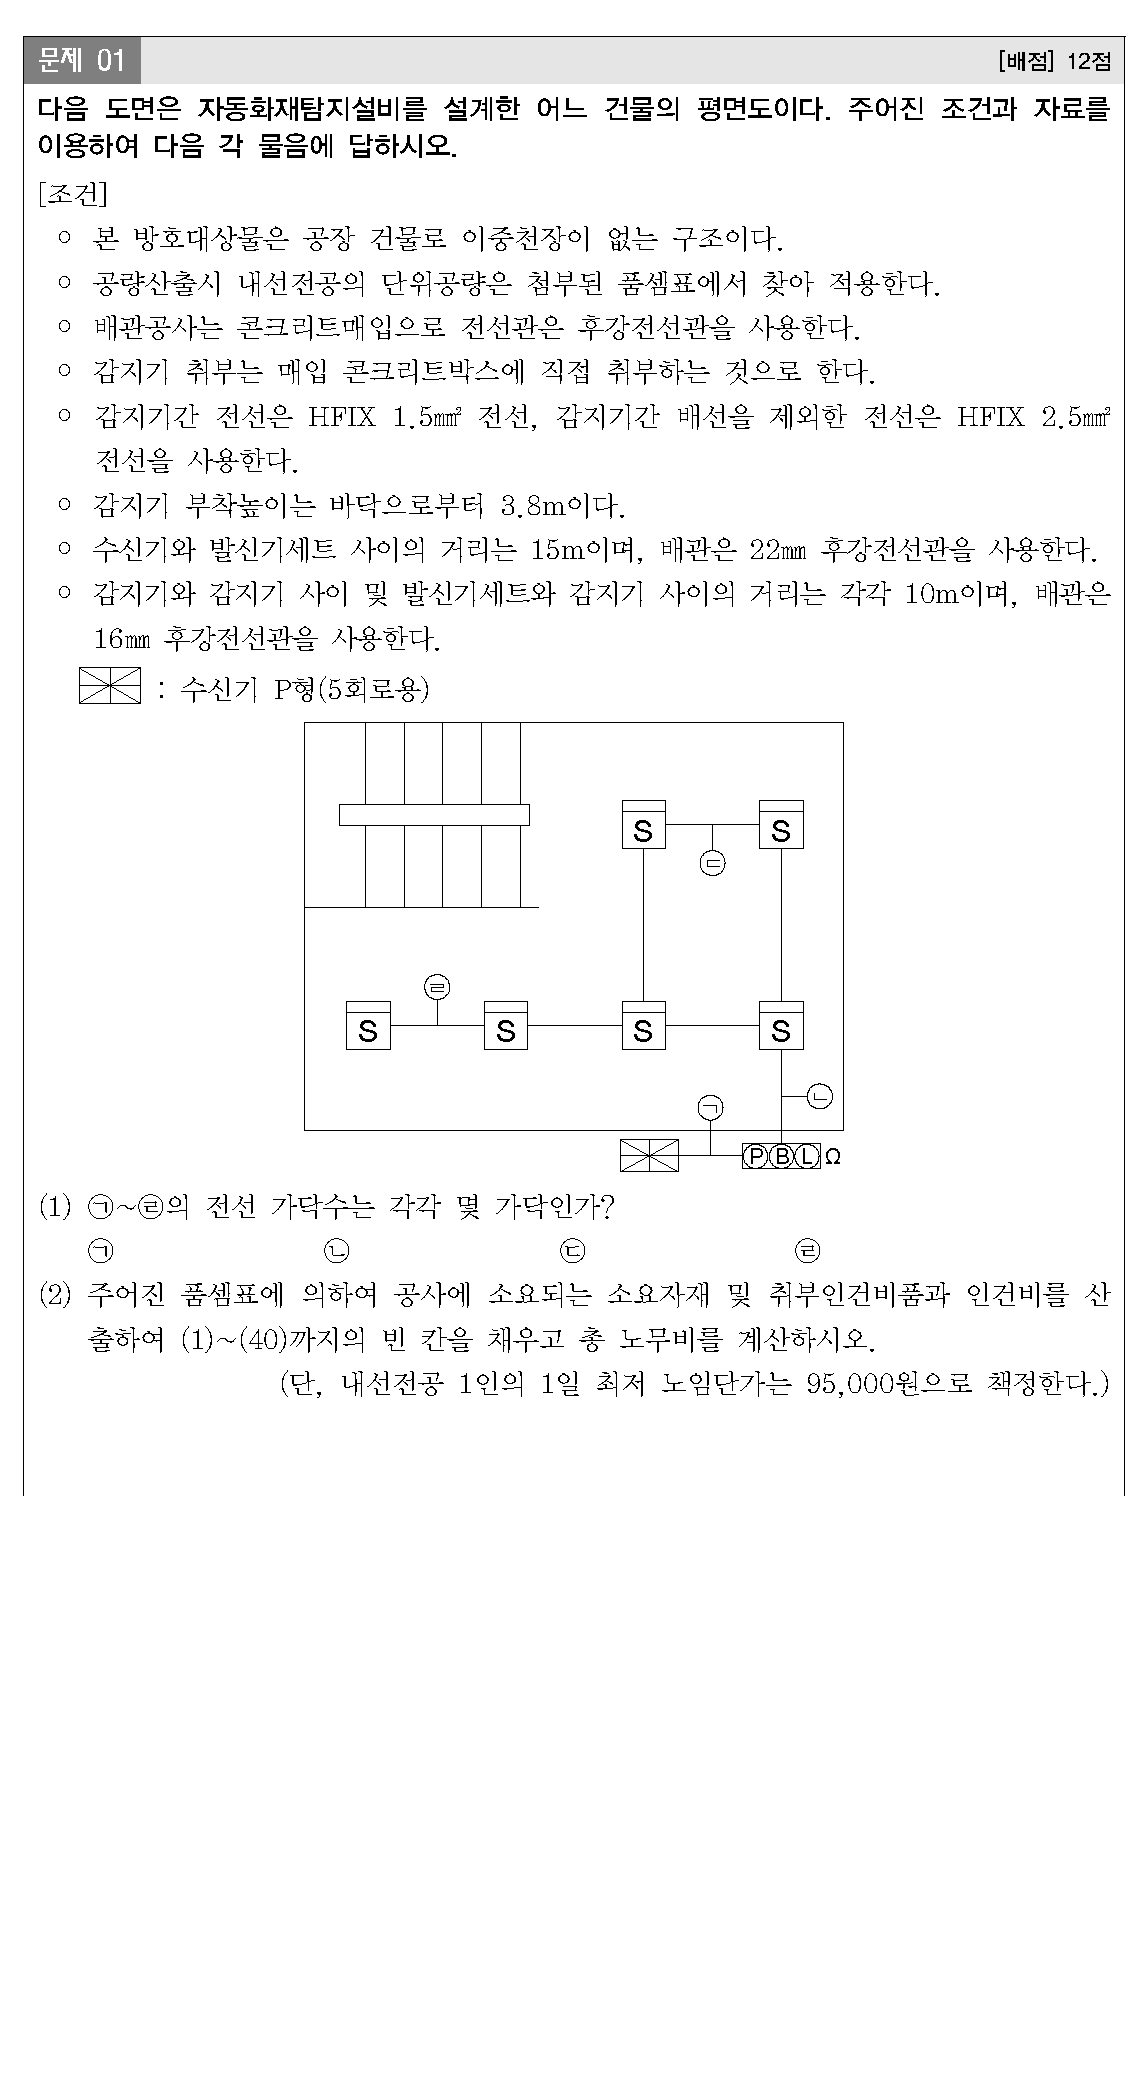 문제 01 [배점] 12점
다음 도면은 자동화재탐지설비를 설계한 어느 건물의 평면도이다. 주어진 조건과 자료를
이용하여 다음 각 물음에 답하시오.
[조건]
○ 본 방호대상물은 공장 건물로 이중천장이 없는 구조이다.
○ 공량산출시 내선전공의 단위공량은 첨부된 품셈표에서 찾아 적용한다.
○ 배관공사는 콘크리트매입으로 전선관은 후강전선관을 사용한다.
○ 감지기 취부는 매입 콘크리트박스에 직접 취부하는 것으로 한다.
○ 감지기간 전선은 HFIX 1.5㎟ 전선, 감지기간 배선을 제외한 전선은 HFIX 2.5㎟
전선을 사용한다.
○ 감지기 부착높이는 바닥으로부터 3.8m이다.
○ 수신기와 발신기세트 사이의 거리는 15m이며, 배관은 22㎜ 후강전선관을 사용한다.
○ 감지기와 감지기 사이 및 발신기세트와 감지기 사이의 거리는 각각 10m이며, 배관은
16㎜ 후강전선관을 사용한다.
: 수신기 P형(5회로용)
S S
㉢
㉣
S S S S
㉡
㉠
Ⓟ Ⓑ Ⓛ Ω
(1) ㉠~㉣의 전선 가닥수는 각각 몇 가닥인가?
㉠ ㉡ ㉢ ㉣
(2) 주어진 품셈표에 의하여 공사에 소요되는 소요자재 및 취부인건비품과 인건비를 산
출하여 (1)~(40)까지의 빈 칸을 채우고 총 노무비를 계산하시오.
(단, 내선전공 1인의 1일 최저 노임단가는 95,000원으로 책정한다.)